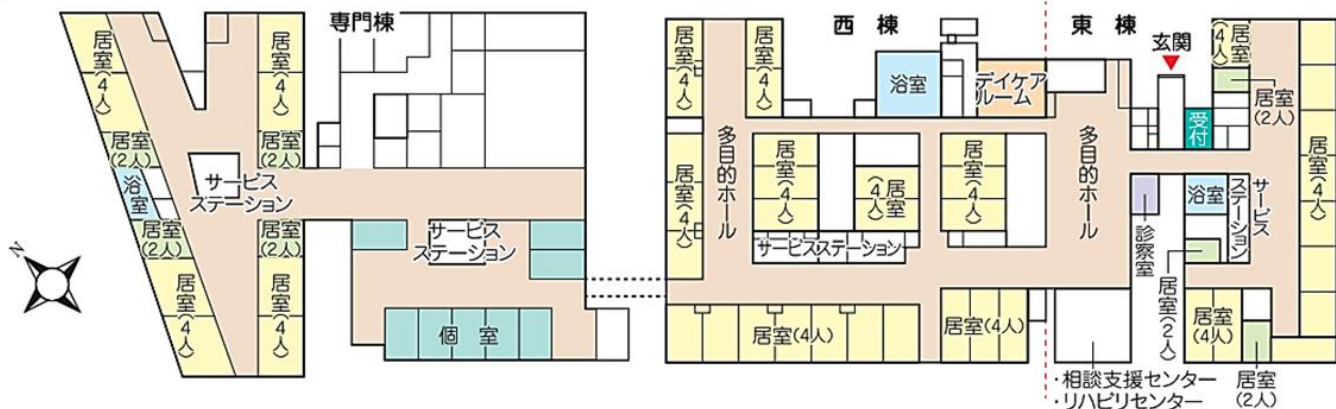 専門棟
居室(4人)
居室(4人)
居室(2人)
居室(2人)
浴室
サービス
ステーション
居室(2人)
居室(2人)
居室(4人)
居室(4人)
サービス
ステーション
個室
N
西棟
東棟
玄関
居室(4人)
居室(4人)
浴室
デイケア
ルーム
受付
居室(4人)
居室(2人)
居室(4人)
多目的ホール
居室(4人)
居室(4人)
居室(4人)
居室(4人)
多目的ホール
サービスステーション
診察室
浴室
サービス
ステーション
居室(2人)
居室(4人)
居室(4人)
居室(4人)
居室(2人)
・相談支援センター
・リハビリセンター